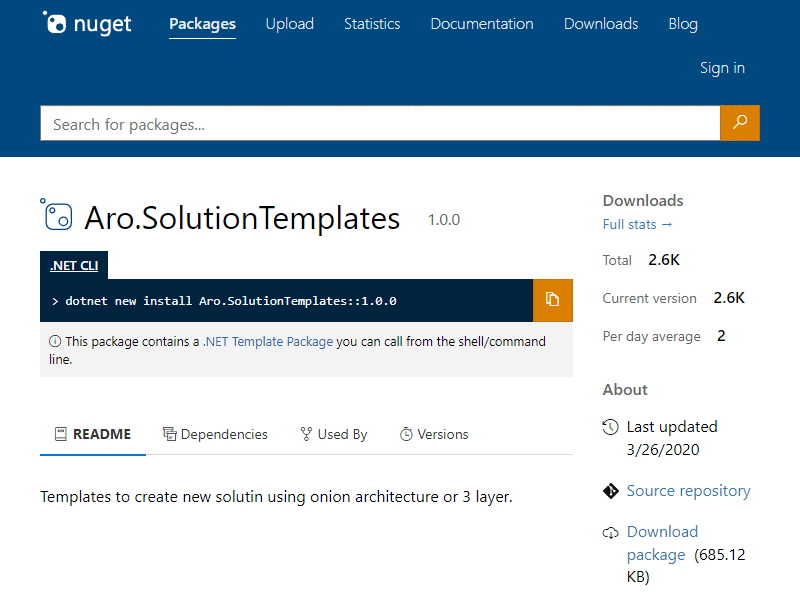 nuget
Packages Upload Statistics Documentation Downloads Blog
Sign in
Search for packages...
Aro.SolutionTemplates 1.0.0
.NET CLI
> dotnet new install Aro.SolutionTemplates::1.0.0
This package contains a .NET Template Package you can call from the shell/command
line.
README Dependencies Used By Versions
Templates to create new solutin using onion architecture or 3 layer.
Downloads
Full stats →
Total 2.6K
Current version 2.6K
Per day average 2
About
Last updated
3/26/2020
Source repository
Download
package (685.12
KB)